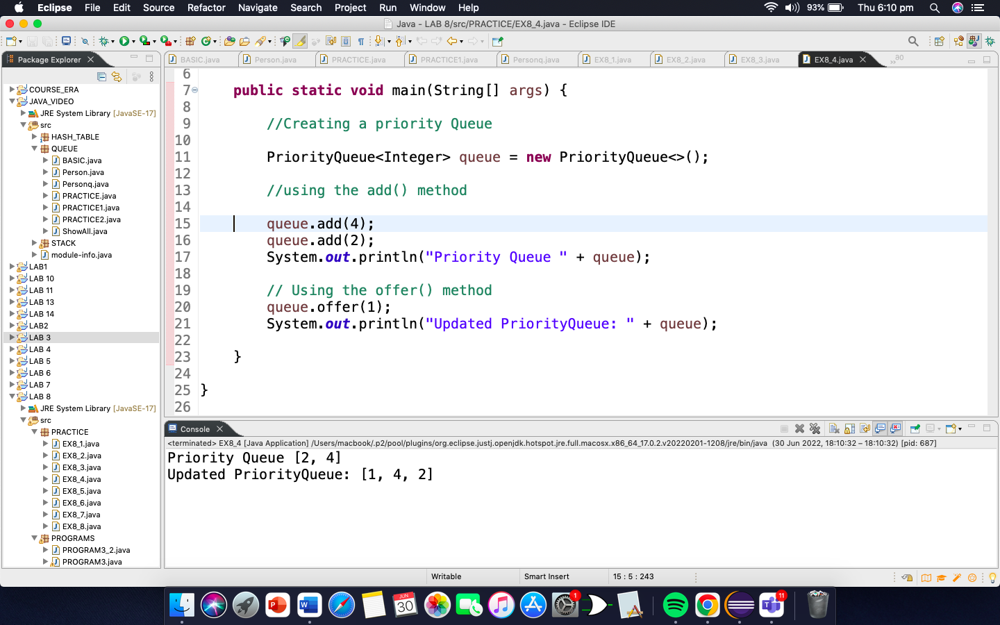 Eclipse File Edit Source Refactor Navigate Search Project Run Window Help 93% Thu 6:10 pm
Java - LAB 8/src/PRACTICE/EX8_4.java - Eclipse IDE
Package Explorer
BASIC.java Person.java PRACTICE.java PRACTICE1.java Personq.java EX8_1.java EX8_2.java EX8_3.java EX8_4.java »80
COURSE_ERA
JAVA_VIDEO
JRE System Library [JavaSE-17]
src
HASH_TABLE
QUEUE
BASIC.java
Person.java
Personq.java
PRACTICE.java
PRACTICE1.java
PRACTICE2.java
ShowAll.java
STACK
module-info.java
LAB1
LAB 10
LAB 11
LAB 13
LAB 14
LAB2
LAB 3
LAB 4
LAB 5
LAB 6
LAB 7
LAB 8
JRE System Library [JavaSE-17]
src
PRACTICE
EX8_1.java
EX8_2.java
EX8_3.java
EX8_4.java
EX8_5.java
EX8_6.java
EX8_7.java
EX8_8.java
PROGRAMS
PROGRAM3_2.java
PROGRAM3.java
6
7 public static void main(String[] args) {
8
9 //Creating a priority Queue
10
11 PriorityQueue<Integer> queue = new PriorityQueue<>();
12
13 //using the add() method
14
15 queue.add(4);
16 queue.add(2);
17 System.out.println("Priority Queue " + queue);
18
19 // Using the offer() method
20 queue.offer(1);
21 System.out.println("Updated PriorityQueue: " + queue);
22
23 }
24
25 }
26
Console
<terminated> EX8_4 [Java Application] /Users/macbook/.p2/pool/plugins/org.eclipse.justj.openjdk.hotspot.jre.full.macosx.x86_64_17.0.2.v20220201-1208/jre/bin/java (30 Jun 2022, 18:10:32 – 18:10:32) [pid: 687]
Priority Queue [2, 4]
Updated PriorityQueue: [1, 4, 2]
Writable Smart Insert 15 : 5 : 243
JUN
30
1
11